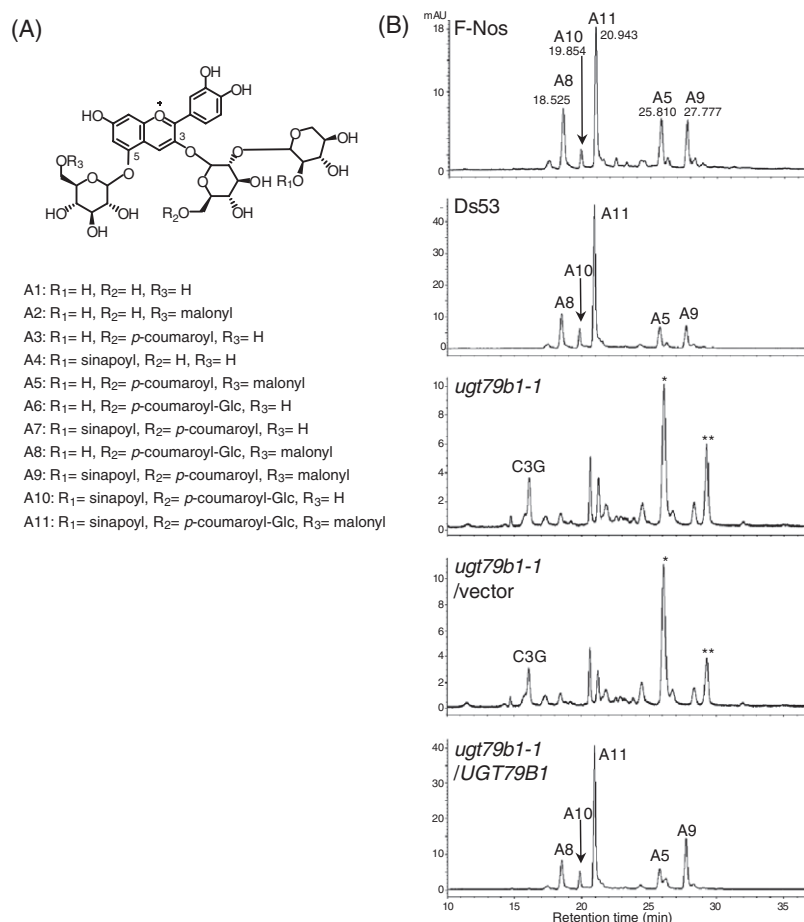 (A)
OH
OH
+
HO
O
3
5
OR3
O
O
O
O
O
OH
OH
OH
R1O
O
O
OH
OH
R2O
HO
OH
OH
A1: R1= H, R2= H, R3= H
A2: R1= H, R2= H, R3= malonyl
A3: R1= H, R2= p-coumaroyl, R3= H
A4: R1= sinapoyl, R2= H, R3= H
A5: R1= H, R2= p-coumaroyl, R3= malonyl
A6: R1= H, R2= p-coumaroyl-Glc, R3= H
A7: R1= sinapoyl, R2= p-coumaroyl, R3= H
A8: R1= H, R2= p-coumaroyl-Glc, R3= malonyl
A9: R1= sinapoyl, R2= p-coumaroyl, R3= malonyl
A10: R1= sinapoyl, R2= p-coumaroyl-Glc, R3= H
A11: R1= sinapoyl, R2= p-coumaroyl-Glc, R3= malonyl
(B)
mAU
F-Nos
18
10
0
A8
18.525
A10
19.854
A11
20.943
A5
25.810
A9
27.777
Ds53
40
30
20
10
0
A8
A10
A11
A5
A9
ugt79b1-1
10
8
6
4
2
0
C3G
*
**
ugt79b1-1
/vector
10
8
6
4
2
0
C3G
*
**
ugt79b1-1
/UGT79B1
40
30
20
10
0
A8
A10
A11
A5
A9
10 15 20 25 30 35
Retention time (min)